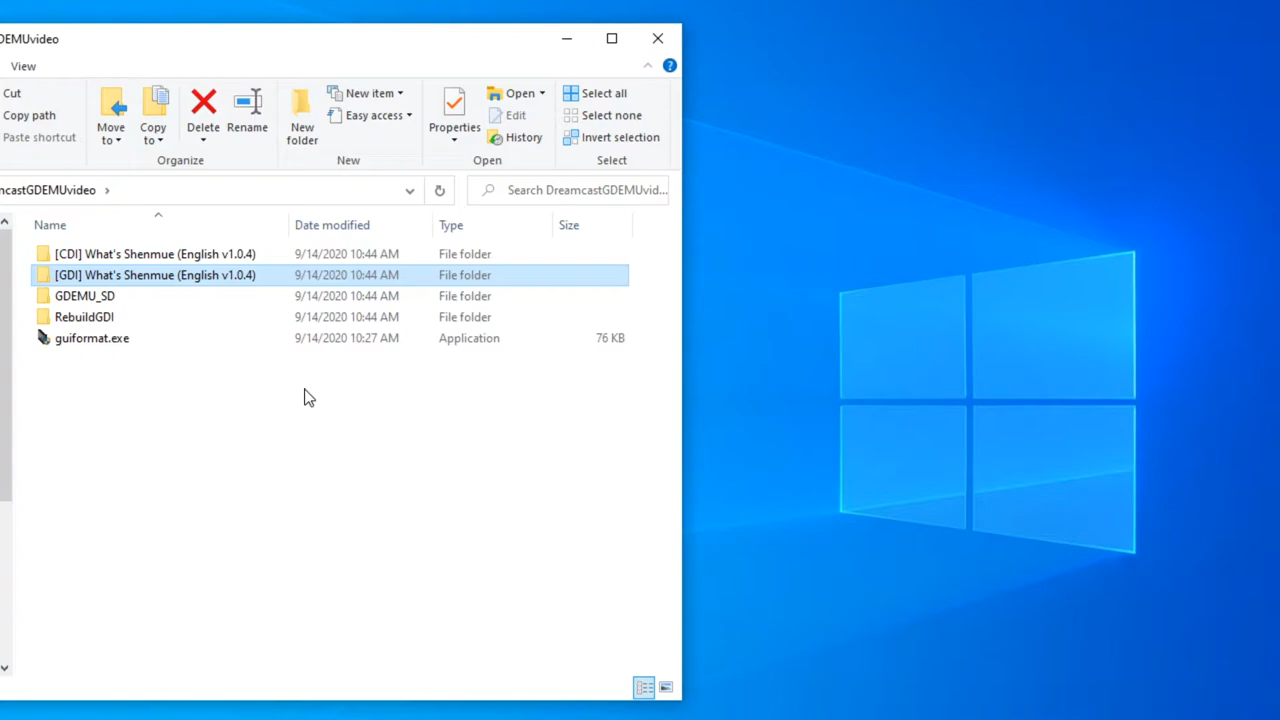 DEMUvideo
View
Cut
Copy path
Paste shortcut
Move to
Copy to
Delete
Rename
New folder
New item
Easy access
Properties
Open
Edit
History
Select all
Select none
Invert selection
Organize
New
Open
Select
ncastGDEMUvideo
Search DreamcastGDEMUvid...
Name Date modified Type Size
[CDI] What's Shenmue (English v1.0.4) 9/14/2020 10:44 AM File folder
[GDI] What's Shenmue (English v1.0.4) 9/14/2020 10:44 AM File folder
GDEMU_SD 9/14/2020 10:44 AM File folder
RebuildGDI 9/14/2020 10:44 AM File folder
guiformat.exe 9/14/2020 10:27 AM Application 76 KB